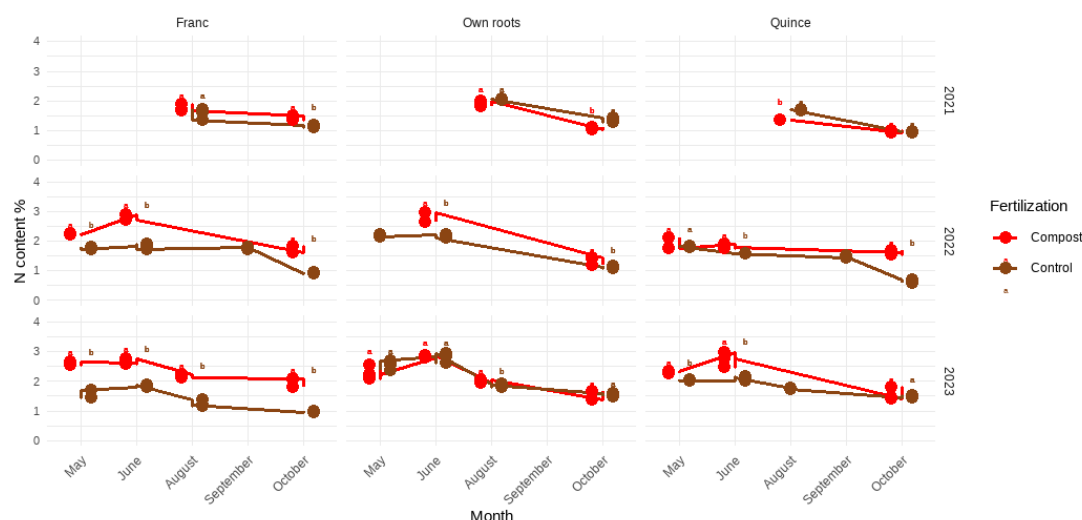 Franc Own roots Quince
4
3
2
1
0
a b
a b
b
2021
4
3
2
1
0
b b b
b b
a b b
2022
4
3
2
1
0
b b b b
a a a b
b a b a
2023
N content %
May June August September October
May June August September October
May June August September October
Month
Fertilization
Compost
Control
a